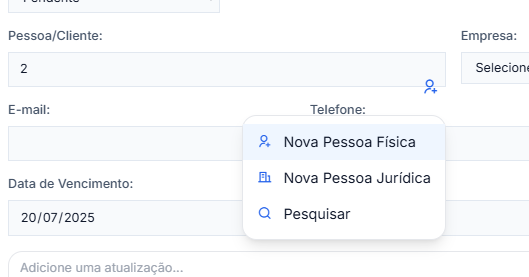 Pessoa/Cliente:
Empresa:
2
Selecione
E-mail:
Telefone:
Nova Pessoa Física
Nova Pessoa Jurídica
Data de Vencimento:
20/07/2025
Pesquisar
Adicione uma atualização...